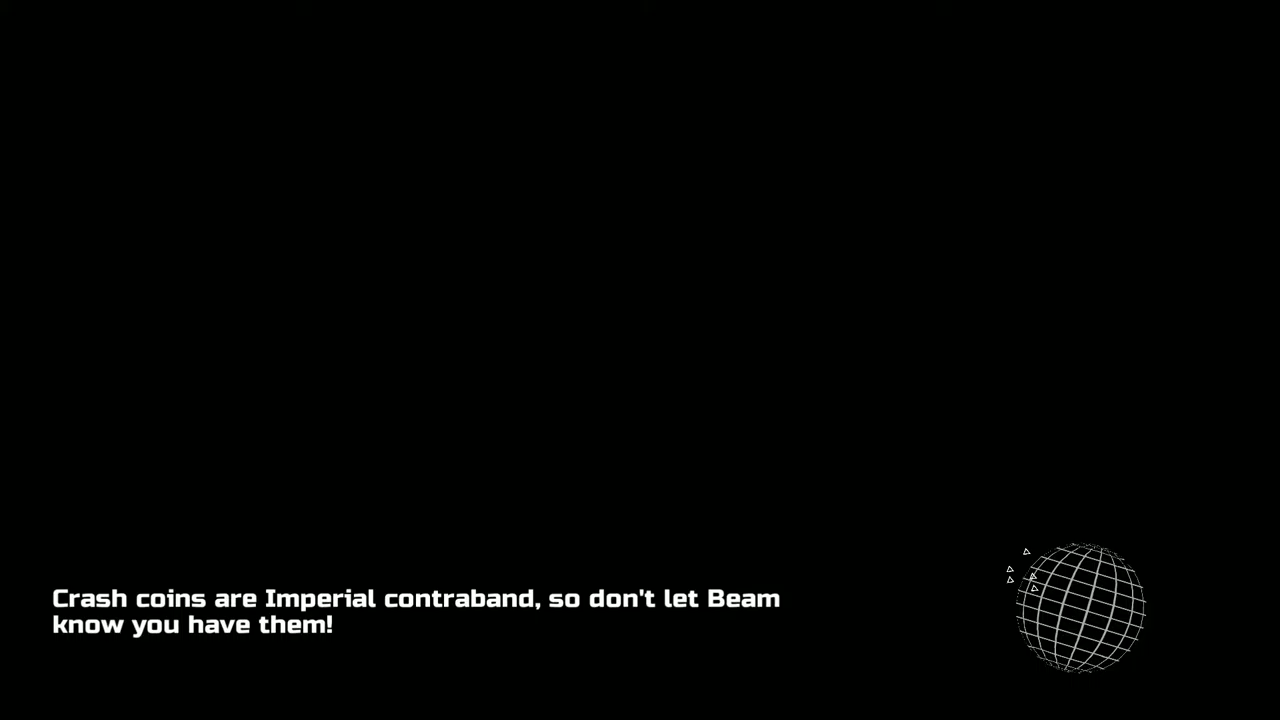 Crash coins are Imperial contraband, so don't let Beam
know you have them!